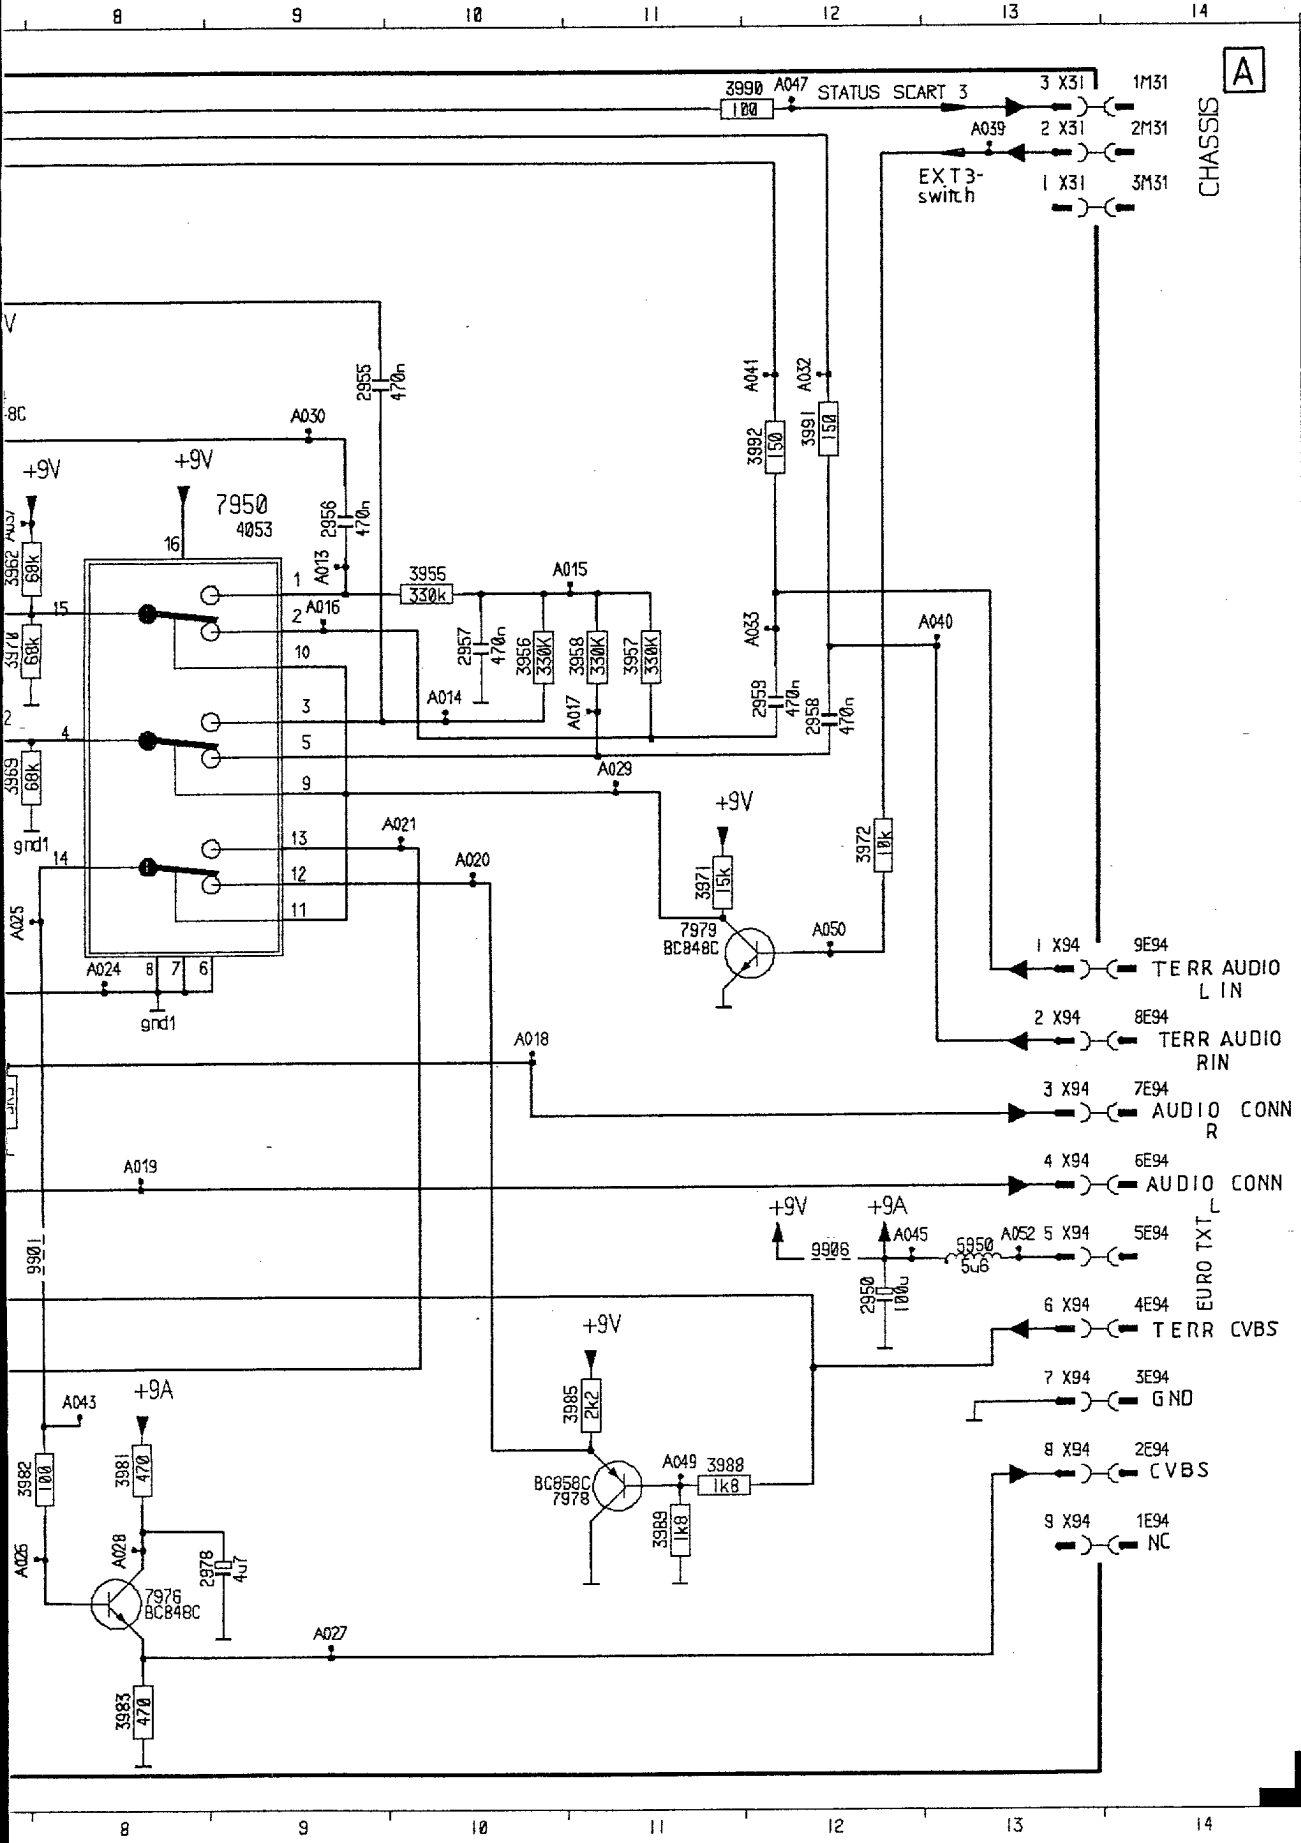 8 9 10 11 12 13 14
A
3990 A047 STATUS SCART 3 3 X31 1M31
100
A039 2 X31 2M31
CHASSIS
EXT3-
switch
1 X31 3M31
V
2955
470n
A041
A032
8C
A030
3992
150
3991
150
+9V
+9V
7950
4053
2956
470n
16
3962
68k
A013
1
3955
330k
A015
15
2
A016
A033
A040
3970
68k
2957
470n
3956
330K
3958
330K
3957
330K
10
A014
3
A017
2959
470n
2958
470n
2
4
5
3969
68k
A029
9
+9V
gnd1
13
A021
3972
10k
14
12
A020
3971
15k
A025
11
7979
BC848C
A050
A024
8 7 6
gnd1
1 X94 9E94
TERR AUDIO
L IN
2 X94 8E94
TERR AUDIO
RIN
A018
3 X94 7E94
AUDIO CONN
R
A019
4 X94 6E94
AUDIO CONN
L
+9V +9A
9901
9906
A045
5950
5u6
A052
5 X94 5E94
EURO TXT
2950
100u
6 X94 4E94
TERR CVBS
+9V
7 X94 3E94
GND
A043
+9A
3985
2k2
3982
100
3981
470
BC858C
7978
A049
3988
1k8
8 X94 2E94
CVBS
3989
1k8
9 X94 1E94
NC
A026
A028
2978
4u7
7976
BC848C
A027
3983
470
8 9 10 11 12 13 14